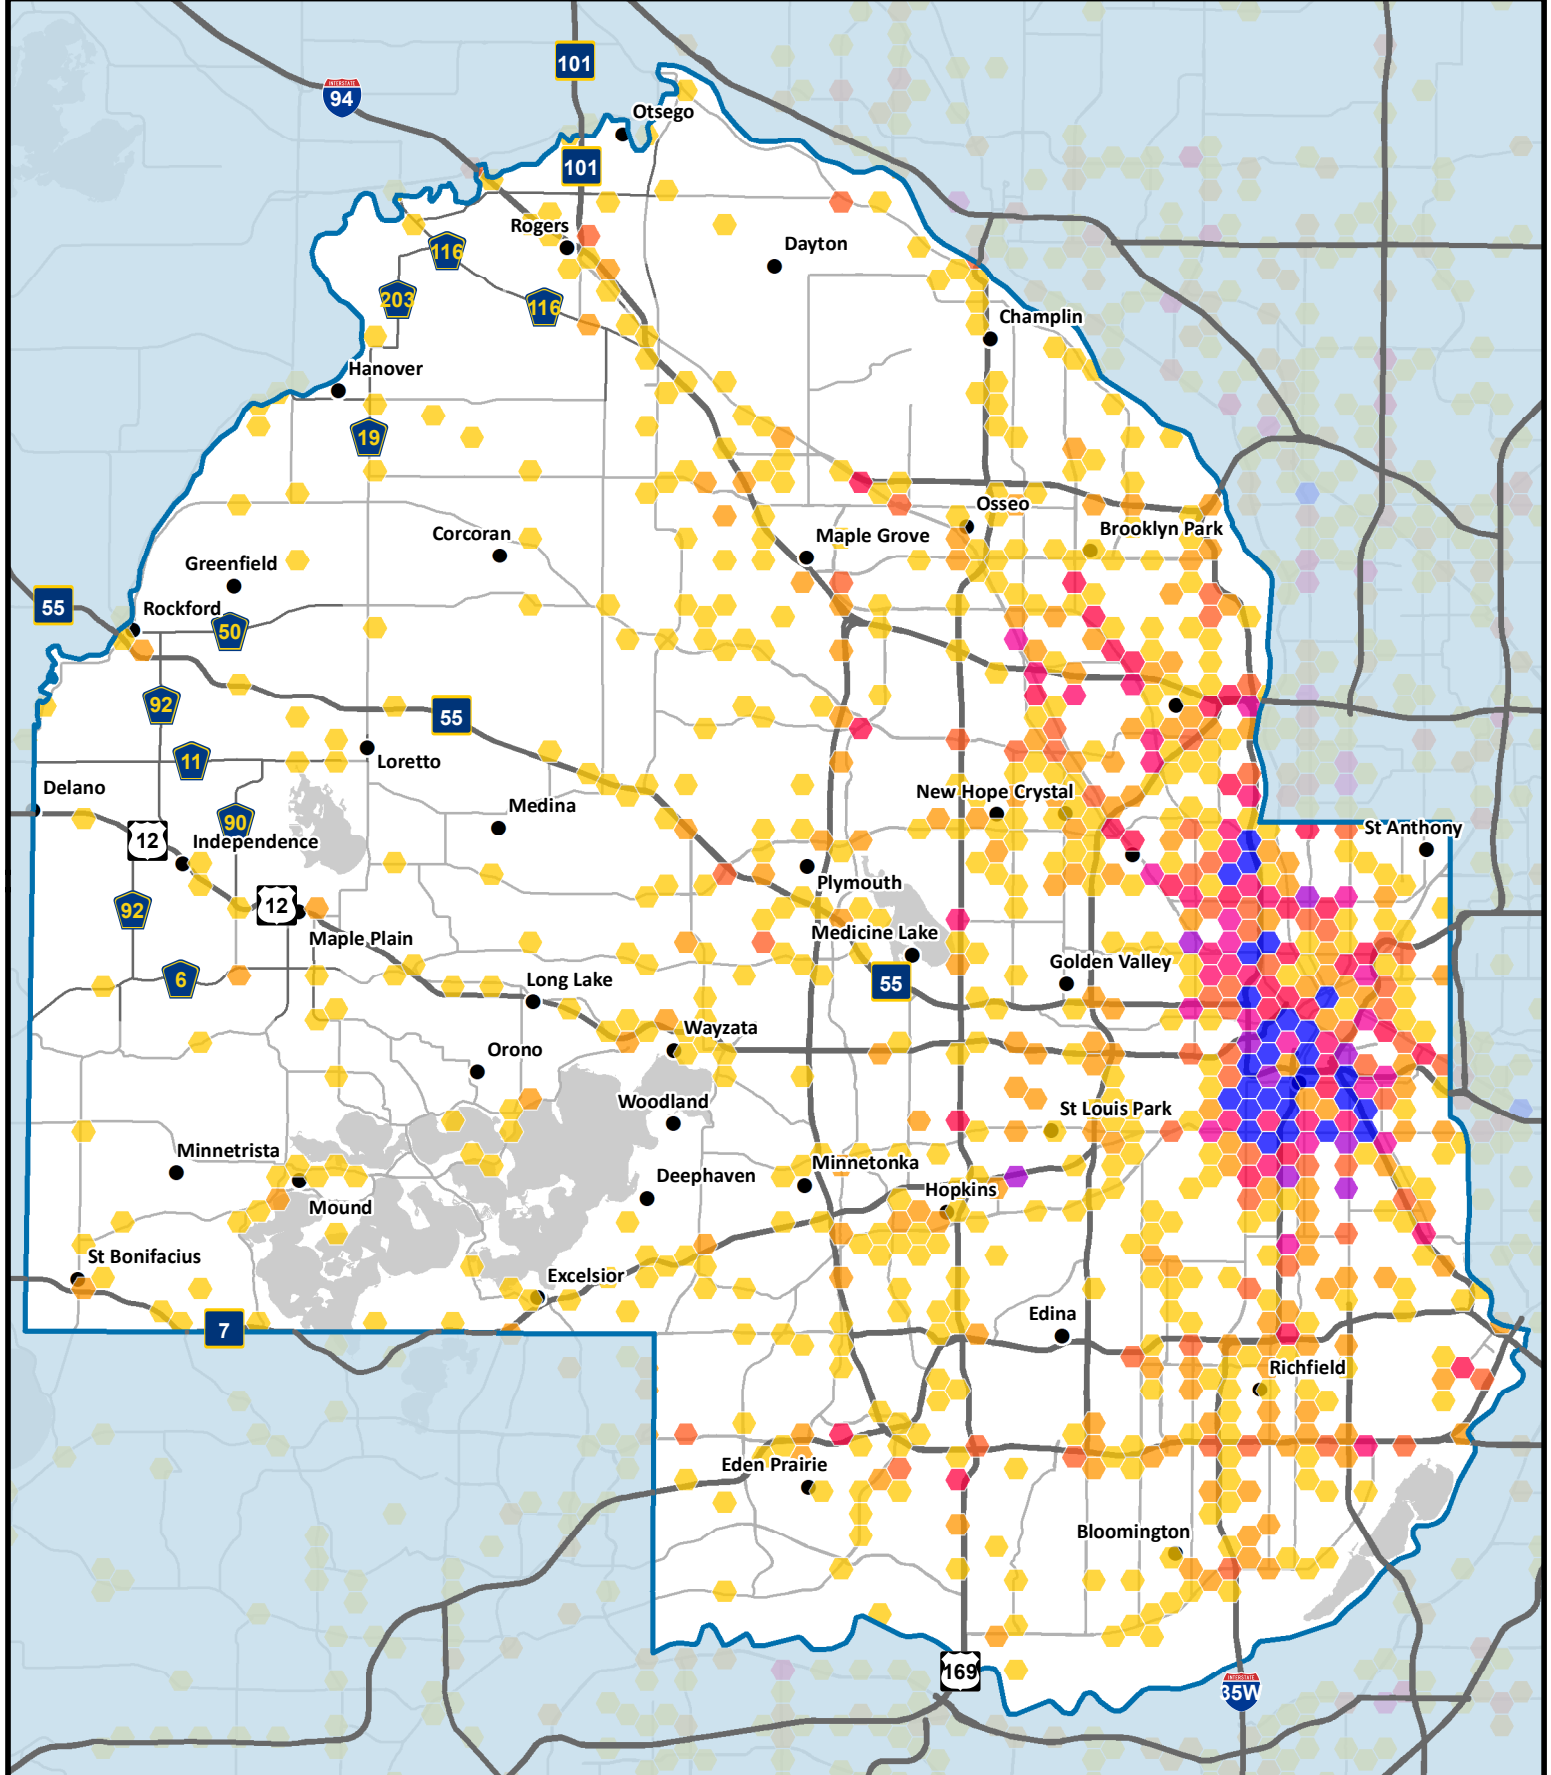 101
INTERSTATE
94
Otsego
101
Rogers
Dayton
116
203
116
Champlin
Hanover
19
Osseo
Corcoran
Maple Grove
Brooklyn Park
Greenfield
55
Rockford
50
92
55
11
Loretto
Delano
New Hope
Crystal
Medina
90
12
Independence
St Anthony
Plymouth
92
12
Medicine Lake
Maple Plain
Golden Valley
6
Long Lake
55
Wayzata
Orono
Woodland
St Louis Park
Minnetrista
Minnetonka
Deephaven
Hopkins
Mound
St Bonifacius
Excelsior
Edina
7
Richfield
Eden Prairie
Bloomington
169
INTERSTATE
35W